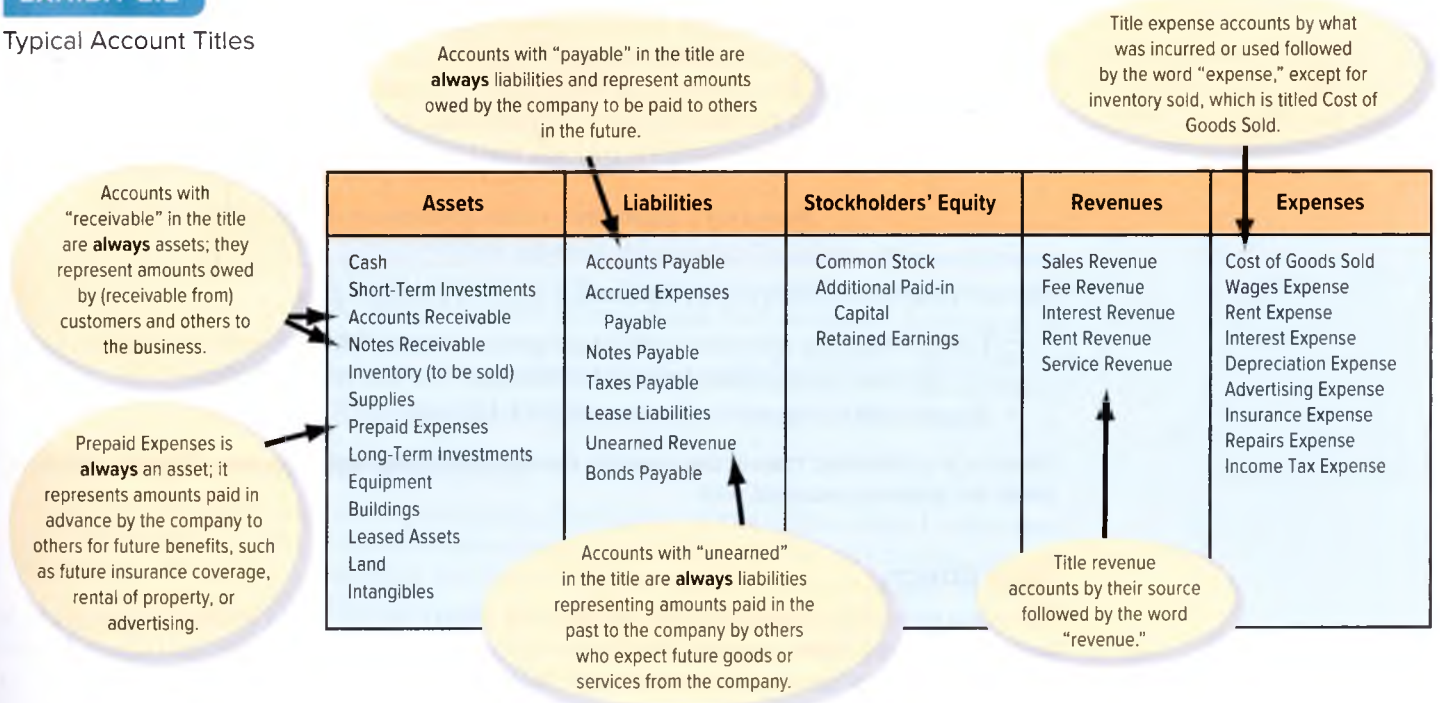 Typical Account Titles
Accounts with “payable” in the title are
always liabilities and represent amounts
owed by the company to be paid to others
in the future.
Title expense accounts by what
was incurred or used followed
by the word “expense,” except for
inventory sold, which is titled Cost of
Goods Sold.
Accounts with
“receivable” in the title
are always assets; they
represent amounts owed
by (receivable from)
customers and others to
the business.
Prepaid Expenses is
always an asset; it
represents amounts paid in
advance by the company to
others for future benefits, such
as future insurance coverage,
rental of property, or
advertising.
Assets
Cash
Short-Term Investments
Accounts Receivable
Notes Receivable
Inventory (to be sold)
Supplies
Prepaid Expenses
Long-Term Investments
Equipment
Buildings
Leased Assets
Land
Intangibles
Liabilities
Accounts Payable
Accrued Expenses
Payable
Notes Payable
Taxes Payable
Lease Liabilities
Unearned Revenue
Bonds Payable
Stockholders’ Equity
Common Stock
Additional Paid-in
Capital
Retained Earnings
Revenues
Sales Revenue
Fee Revenue
Interest Revenue
Rent Revenue
Service Revenue
Expenses
Cost of Goods Sold
Wages Expense
Rent Expense
Interest Expense
Depreciation Expense
Advertising Expense
Insurance Expense
Repairs Expense
Income Tax Expense
Accounts with “unearned”
in the title are always liabilities
representing amounts paid in the
past to the company by others
who expect future goods or
services from the company.
Title revenue
accounts by their source
followed by the word
“revenue.”